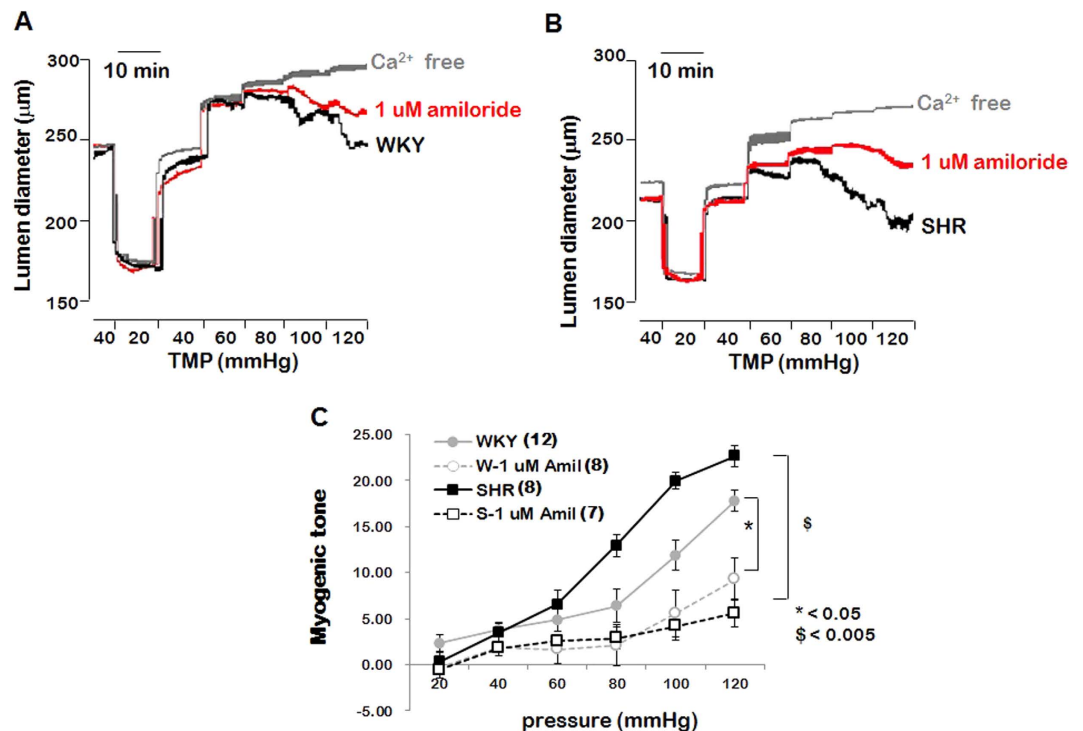 A
10 min
300
250
200
150
Lumen diameter (μm)
Ca²⁺ free
1 uM amiloride
WKY
40 20 40 60 80 100 120
TMP (mmHg)
B
10 min
300
250
200
150
Lumen diameter (μm)
Ca²⁺ free
1 uM amiloride
SHR
40 20 40 60 80 100 120
TMP (mmHg)
C
25.00
20.00
15.00
10.00
5.00
0.00
-5.00
Myogenic tone
WKY (12)
W-1 uM Amil (8)
SHR (8)
S-1 uM Amil (7)
*
$
* < 0.05
$ < 0.005
20 40 60 80 100 120
pressure (mmHg)